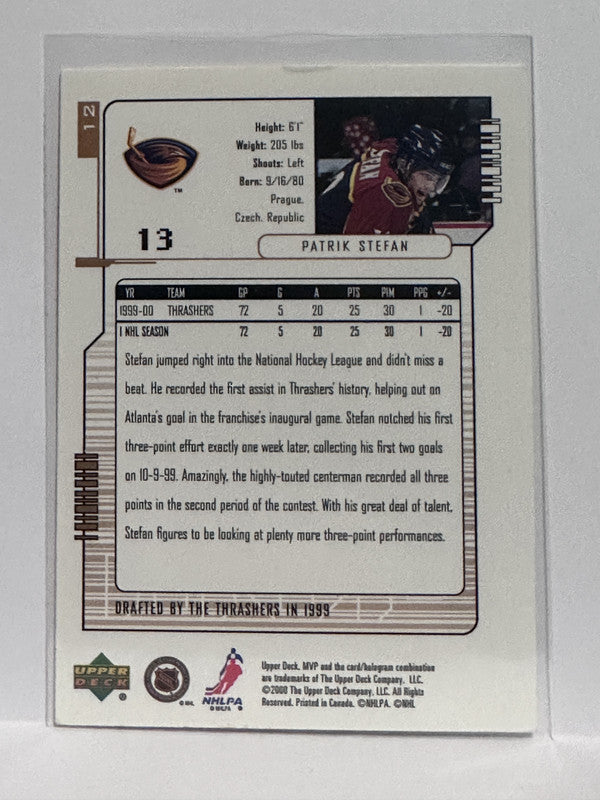 12
Height: 6'1"
Weight: 205 lbs
Shoots: Left
Born: 9/16/80
Prague,
Czech. Republic
TM
STEFAN
13
PATRIK STEFAN
YR TEAM GP G A PTS PIM PPG +/-
1999-00 THRASHERS 72 5 20 25 30 1 -20
1 NHL SEASON 72 5 20 25 30 1 -20
Stefan jumped right into the National Hockey League and didn't miss a
beat. He recorded the first assist in Thrashers' history, helping out on
Atlanta's goal in the franchise's inaugural game. Stefan notched his first
three-point effort exactly one week later, collecting his first two goals
on 10-9-99. Amazingly, the highly-touted centerman recorded all three
points in the second period of the contest. With his great deal of talent,
Stefan figures to be looking at plenty more three-point performances.
DRAFTED BY THE THRASHERS IN 1999
UPPER
DECK
NHL
© NHL
NHLPA
© NHLPA
Upper Deck, MVP and the card/hologram combination
are trademarks of The Upper Deck Company, LLC.
©2000 The Upper Deck Company, LLC. All Rights
Reserved. Printed in Canada. ©NHLPA. ©NHL